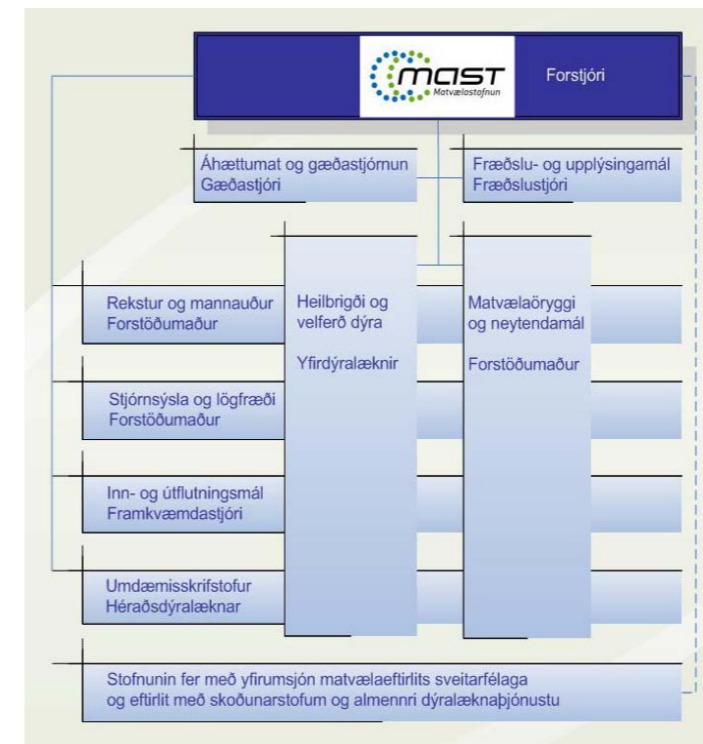 mast
Matvælastofnun
Forstjóri
Áhættumat og gæðastjórnun
Gæðastjóri
Fræðslu- og upplýsingamál
Fræðslustjóri
Heilbrigði og
velferð dýra
Yfirdýralæknir
Matvælaöryggi
og neytendamál
Forstöðumaður
Rekstur og mannauður
Forstöðumaður
Stjórnsýsla og lögfræði
Forstöðumaður
Inn- og útflutningsmál
Framkvæmdastjóri
Umdæmisskrifstofur
Héraðsdýralæknar
Stofnunin fer með yfirumsjón matvælaeftirlits sveitarfélaga
og eftirlit með skoðunarstofum og almennri dýralæknaþjónustu